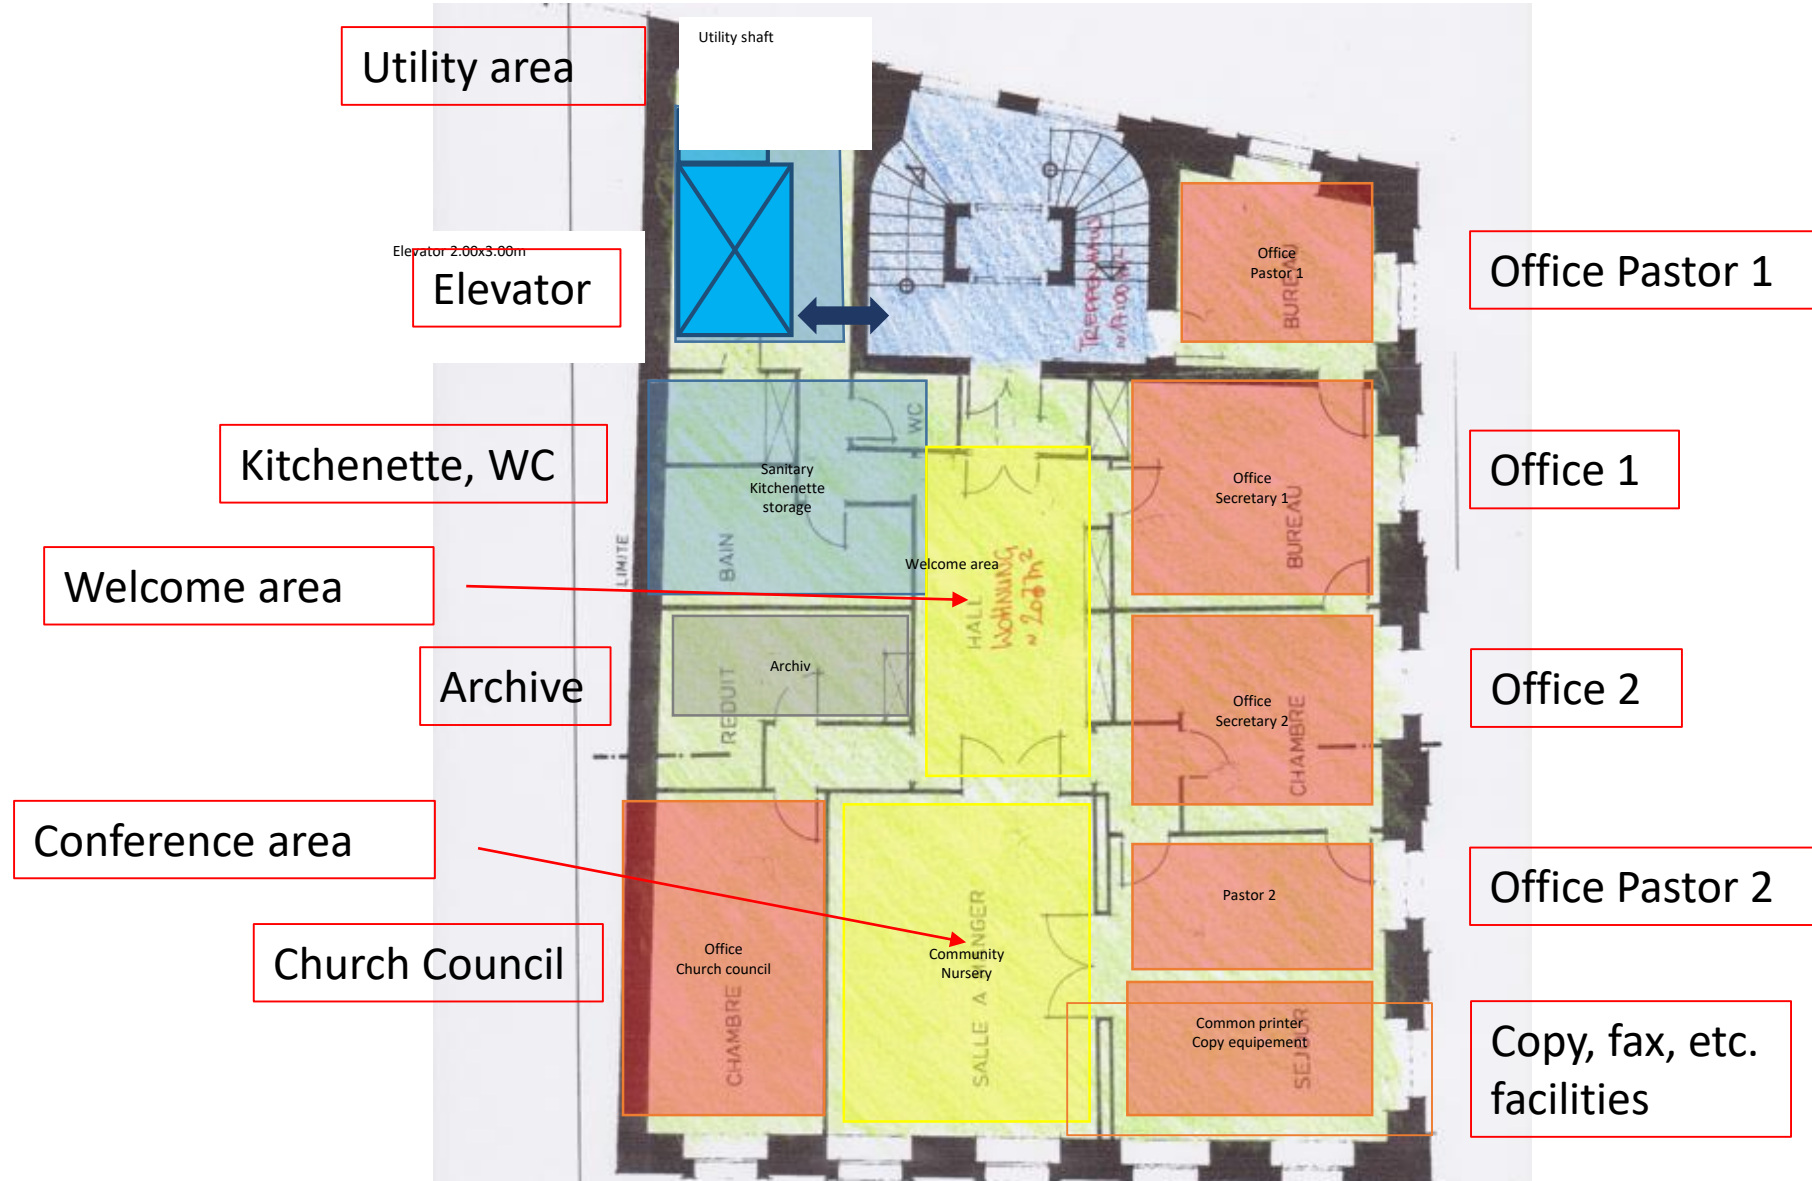 Utility area
Utility shaft
Elevator 2.00x3.00m
Elevator
TREPPENHAUS
Office
Pastor 1
BUREAU
Office Pastor 1
Kitchenette, WC
WC
Sanitary
Kitchenette
storage
BAIN
LIMITE
Office
Secretary 1
BUREAU
Office 1
Welcome area
Welcome area
HALL
WOHNUNG
Archive
Archiv
REDUIT
Office
Secretary 2
CHAMBRE
Office 2
Conference area
Church Council
Office
Church council
CHAMBRE
Community
Nursery
SALLE A MANGER
Pastor 2
Office Pastor 2
Common printer
Copy equipement
SEJOUR
Copy, fax, etc.
facilities